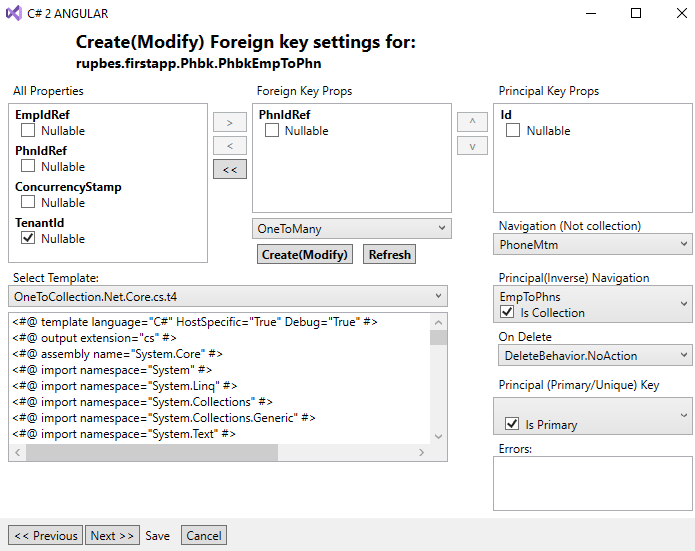 C# 2 ANGULAR
Create(Modify) Foreign key settings for:
rupbes.firstapp.Phbk.PhbkEmpToPhn
All Properties
EmpIdRef
Nullable
PhnIdRef
Nullable
ConcurrencyStamp
Nullable
TenantId
Nullable
>
<
<<
Foreign Key Props
PhnIdRef
Nullable
OneToMany
Create(Modify) Refresh
^
v
Principal Key Props
Id
Nullable
Navigation (Not collection)
PhoneMtm
Principal(Inverse) Navigation
EmpToPhns
Is Collection
On Delete
DeleteBehavior.NoAction
Principal (Primary/Unique) Key
Is Primary
Errors:
Select Template:
OneToCollection.Net.Core.cs.t4
<#@ template language="C#" HostSpecific="True" Debug="True" #>
<#@ output extension="cs" #>
<#@ assembly name="System.Core" #>
<#@ import namespace="System" #>
<#@ import namespace="System.Linq" #>
<#@ import namespace="System.Collections" #>
<#@ import namespace="System.Collections.Generic" #>
<#@ import namespace="System.Text" #>
<< Previous Next >> Save Cancel